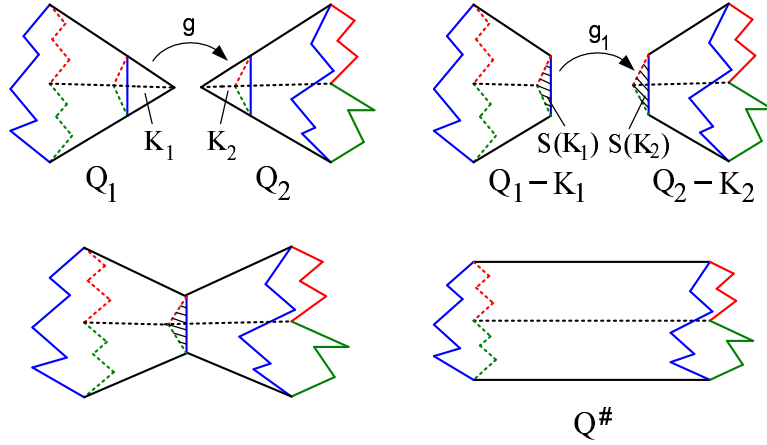 g
K₁
K₂
Q₁
Q₂
g₁
S(K₁) S(K₂)
Q₁ – K₁
Q₂ – K₂
Q#